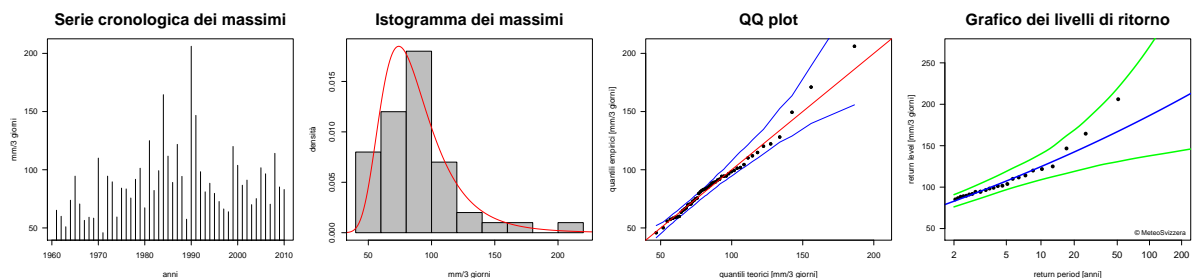 Serie cronologica dei massimi
mm/3 giorni
200
150
100
50
1960
1970
1980
1990
2000
2010
anni
Istogramma dei massimi
densità
0.015
0.010
0.005
0.000
50
100
150
200
mm/3 giorni
QQ plot
quantili empirici [mm/3 giorni]
200
150
100
50
50
100
150
200
quantili teorici [mm/3 giorni]
Grafico dei livelli di ritorno
return level [mm/3 giorni]
250
200
150
100
50
2
5
10
20
50
100
200
© MeteoSvizzera
return period [anni]